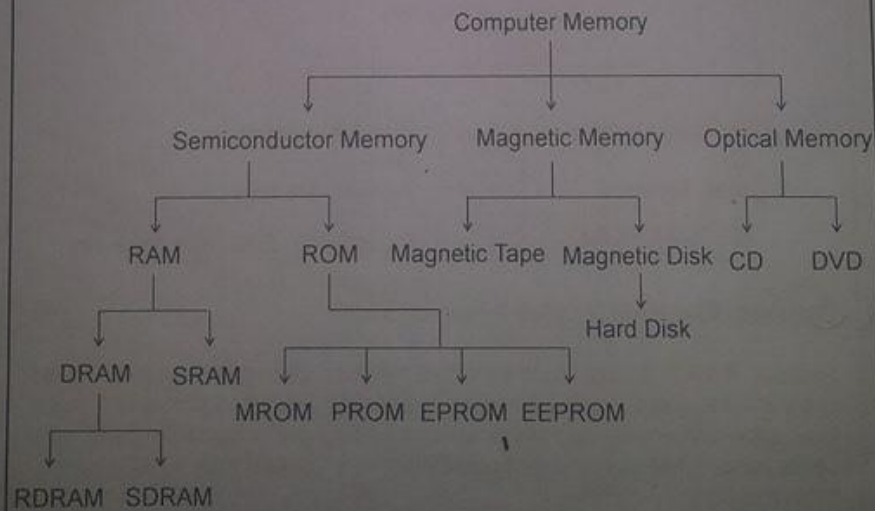 Computer Memory
Semiconductor Memory Magnetic Memory Optical Memory
RAM ROM Magnetic Tape Magnetic Disk CD DVD
Hard Disk
DRAM SRAM
MROM PROM EPROM EEPROM
RDRAM SDRAM